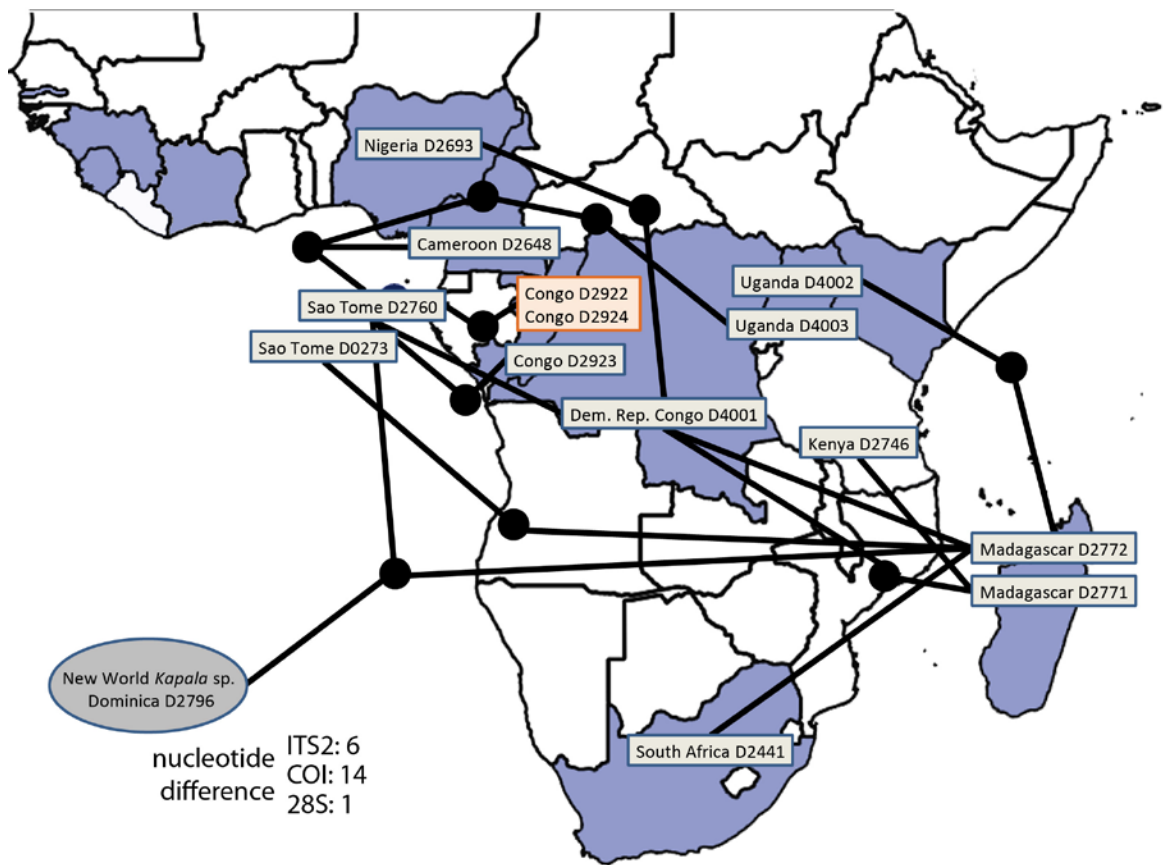 Nigeria D2693
Cameroon D2648
Uganda D4002
Congo D2922
Congo D2924
Sao Tome D2760
Uganda D4003
Sao Tome D0273
Congo D2923
Dem. Rep. Congo D4001
Kenya D2746
Madagascar D2772
Madagascar D2771
New World Kapala sp.
Dominica D2796
South Africa D2441
nucleotide
difference
ITS2: 6
COI: 14
28S: 1